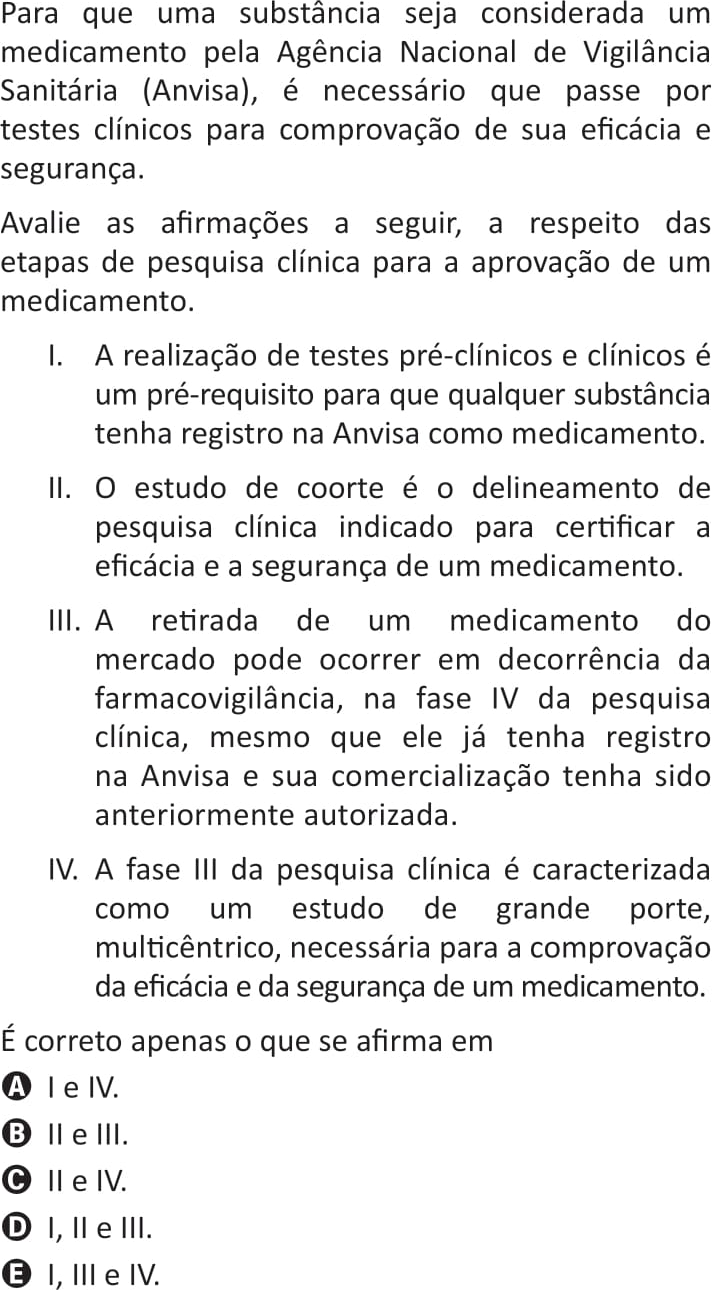 Para que uma substância seja considerada um
medicamento pela Agência Nacional de Vigilância
Sanitária (Anvisa), é necessário que passe por
testes clínicos para comprovação de sua eficácia e
segurança.
Avalie as afirmações a seguir, a respeito das
etapas de pesquisa clínica para a aprovação de um
medicamento.
I. A realização de testes pré-clínicos e clínicos é
um pré-requisito para que qualquer substância
tenha registro na Anvisa como medicamento.
II. O estudo de coorte é o delineamento de
pesquisa clínica indicado para certificar a
eficácia e a segurança de um medicamento.
III. A retirada de um medicamento do
mercado pode ocorrer em decorrência da
farmacovigilância, na fase IV da pesquisa
clínica, mesmo que ele já tenha registro
na Anvisa e sua comercialização tenha sido
anteriormente autorizada.
IV. A fase III da pesquisa clínica é caracterizada
como um estudo de grande porte,
multicêntrico, necessária para a comprovação
da eficácia e da segurança de um medicamento.
É correto apenas o que se afirma em
A I e IV.
B II e III.
C II e IV.
D I, II e III.
E I, III e IV.